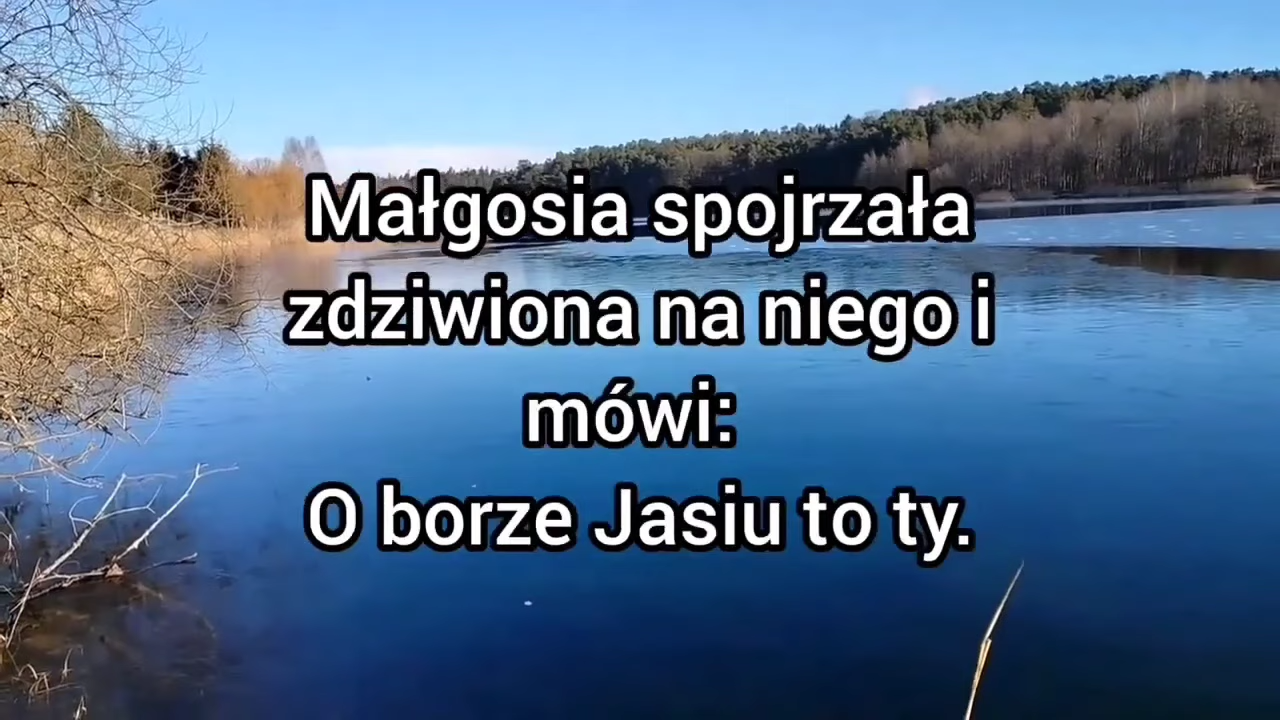 Małgosia spojrzała
zdziwiona na niego i
mówi:
O borze Jasiu to ty.